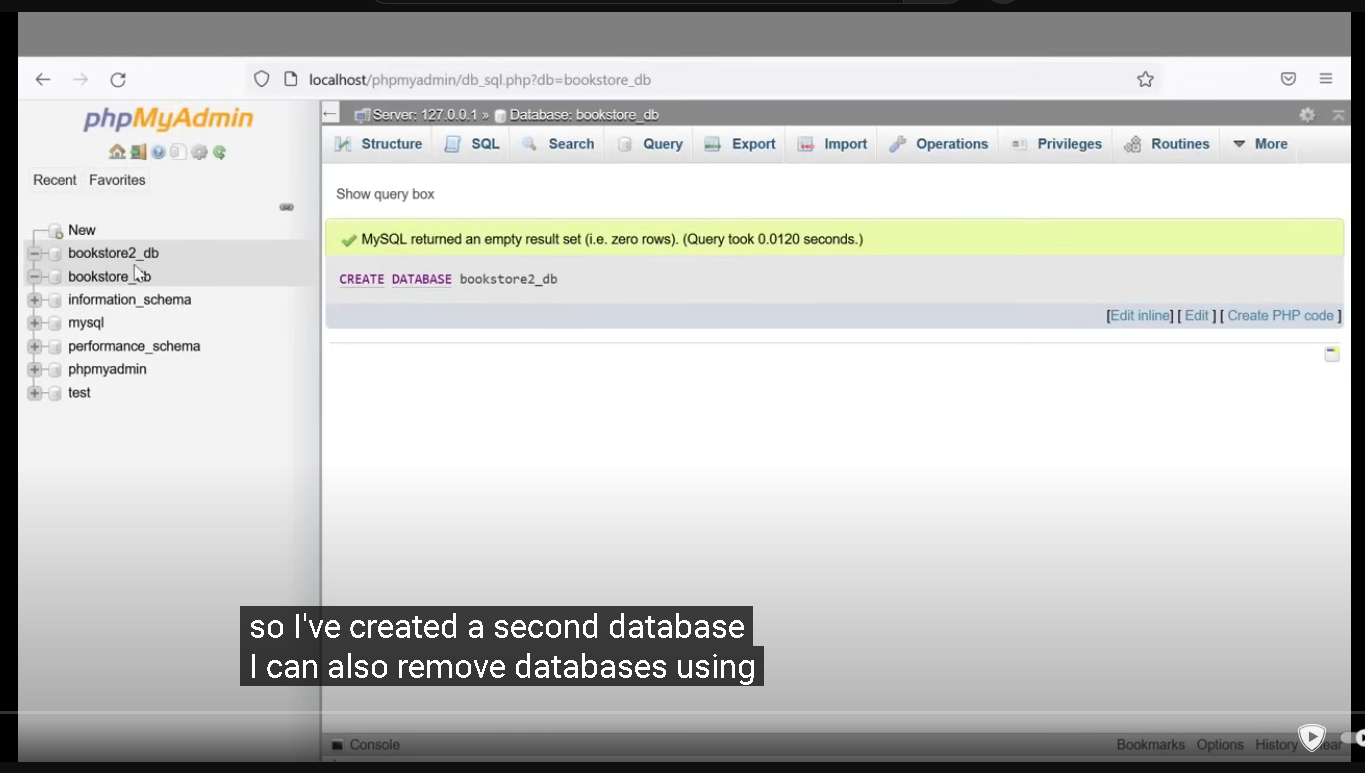 localhost/phpmyadmin/db_sql.php?db=bookstore_db
phpMyAdmin
Recent Favorites
New
bookstore2_db
bookstore_db
information_schema
mysql
performance_schema
phpmyadmin
test
Server: 127.0.0.1 » Database: bookstore_db
Structure SQL Search Query Export Import Operations Privileges Routines More
Show query box
MySQL returned an empty result set (i.e. zero rows). (Query took 0.0120 seconds.)
CREATE DATABASE bookstore2_db
[Edit inline] [ Edit ] [ Create PHP code ]
so I've created a second database
I can also remove databases using
Console
Bookmarks Options History